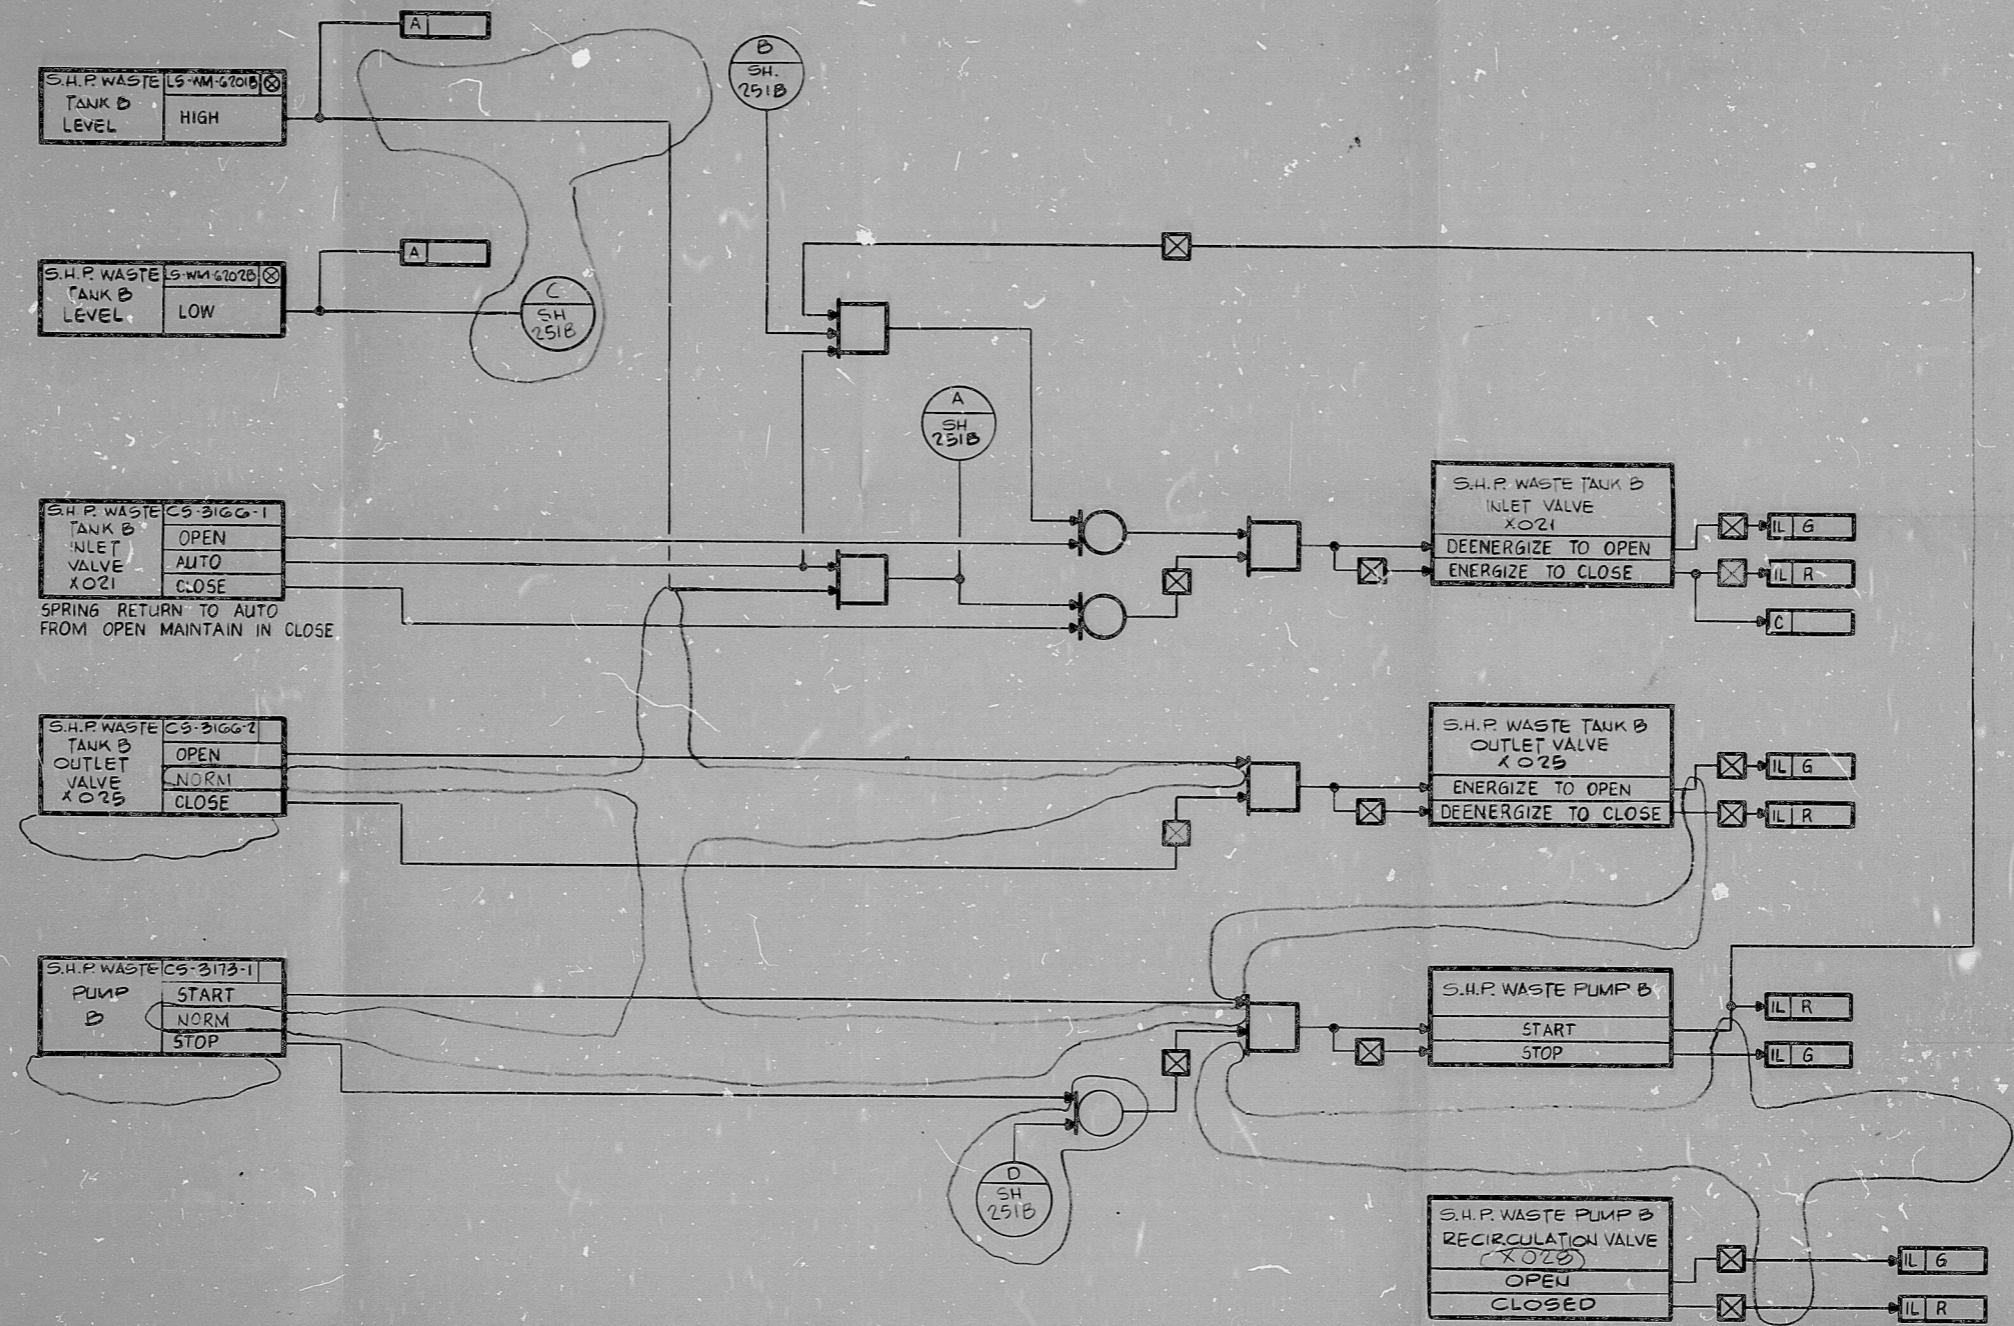 A
S.H.P. WASTE TANK B LEVEL
LS-WM-6201B
HIGH
B
SH.
251B
A
S.H.P. WASTE TANK B LEVEL
LS-WM-6202B
LOW
C
SH
251B
A
SH
251B
S.H.P. WASTE TANK B INLET VALVE X021
CS-3166-1
OPEN
AUTO
CLOSE
SPRING RETURN TO AUTO
FROM OPEN MAINTAIN IN CLOSE
S.H.P. WASTE TANK B
INLET VALVE
X021
DEENERGIZE TO OPEN
ENERGIZE TO CLOSE
IL G
IL R
C
S.H.P. WASTE TANK B OUTLET VALVE X025
CS-3166-2
OPEN
NORM
CLOSE
S.H.P. WASTE TANK B
OUTLET VALVE
X025
ENERGIZE TO OPEN
DEENERGIZE TO CLOSE
IL G
IL R
S.H.P. WASTE PUMP B
CS-3173-1
START
NORM
STOP
S.H.P. WASTE PUMP B
START
STOP
IL R
IL G
D
SH
251B
S.H.P. WASTE PUMP B
RECIRCULATION VALVE
(X028)
OPEN
CLOSED
IL G
IL R